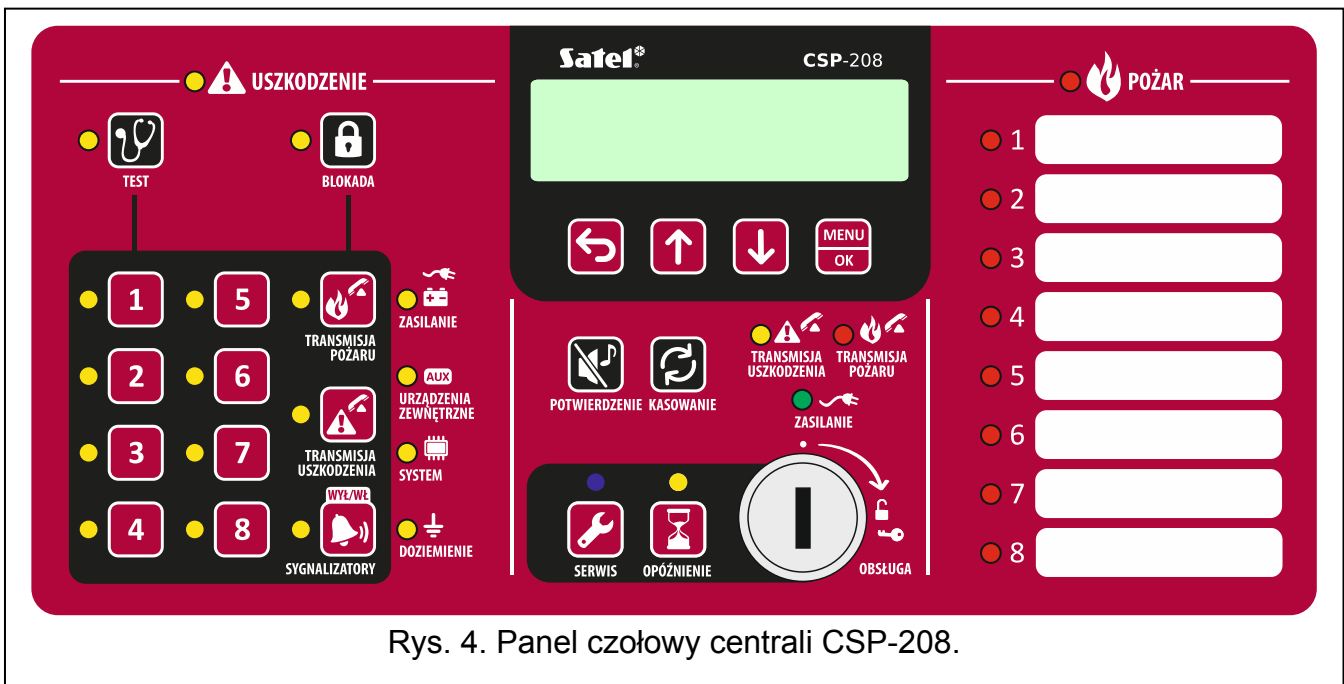 USZKODZENIE
TEST
BLOKADA
1
5
TRANSMISJA
POŻARU
2
6
TRANSMISJA
USZKODZENIA
3
7
WYŁ/WŁ
4
8
SYGNALIZATORY
ZASILANIE
AUX
URZĄDZENIA
ZEWNĘTRZNE
SYSTEM
DOZIEMIENIE
Satel
CSP-208
MENU
OK
POTWIERDZENIE
KASOWANIE
TRANSMISJA
USZKODZENIA
TRANSMISJA
POŻARU
ZASILANIE
SERWIS
OPÓŹNIENIE
OBSŁUGA
POŻAR
1
2
3
4
5
6
7
8
Rys. 4. Panel czołowy centrali CSP-208.